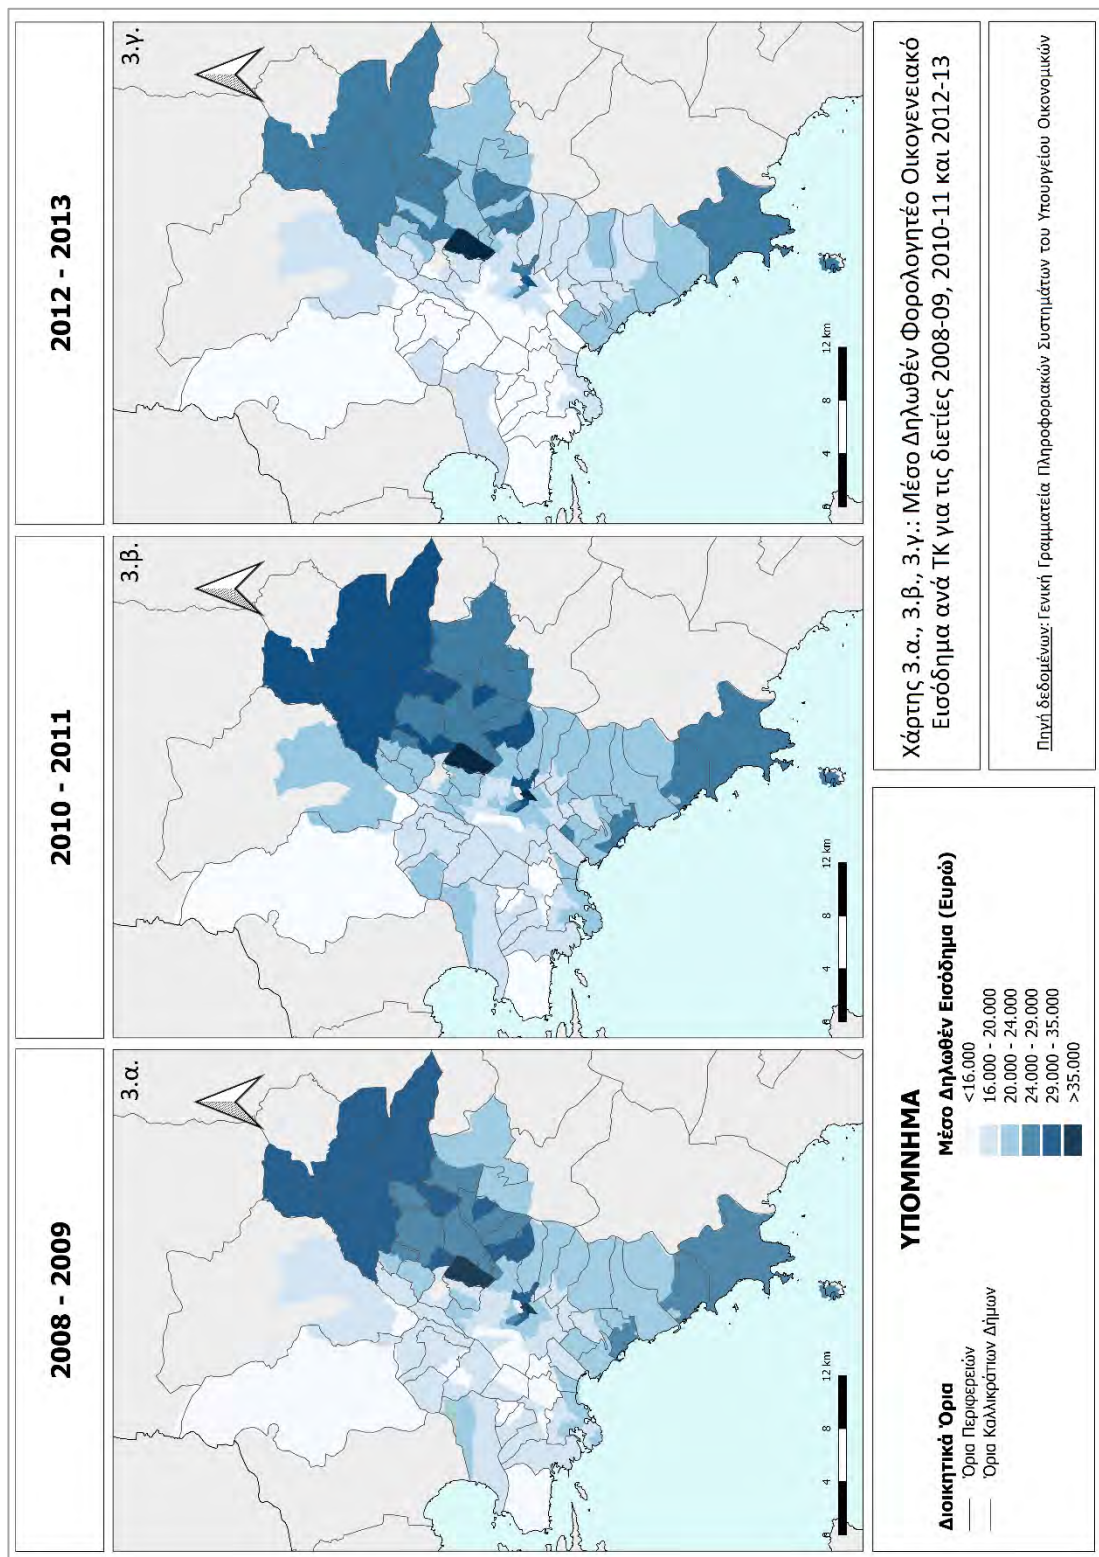 2008 - 2009
2010 - 2011
2012 - 2013
3.α.
3.β.
3.γ.
0 4 8 12 km
0 4 8 12 km
0 4 8 12 km
ΥΠΟΜΝΗΜΑ
Διοικητικά Όρια
Όρια Περιφερειών
Όρια Καλλικράτιων Δήμων
Μέσο Δηλωθέν Εισόδημα (Ευρώ)
<16.000
16.000 - 20.000
20.000 - 24.000
24.000 - 29.000
29.000 - 35.000
>35.000
Χάρτης 3.α., 3.β., 3.γ.: Μέσο Δηλωθέν Φορολογητέο Οικογενειακό
Εισόδημα ανά ΤΚ για τις διετίες 2008-09, 2010-11 και 2012-13
Πηγή δεδομένων: Γενική Γραμματεία Πληροφοριακών Συστημάτων του Υπουργείου Οικονομικών